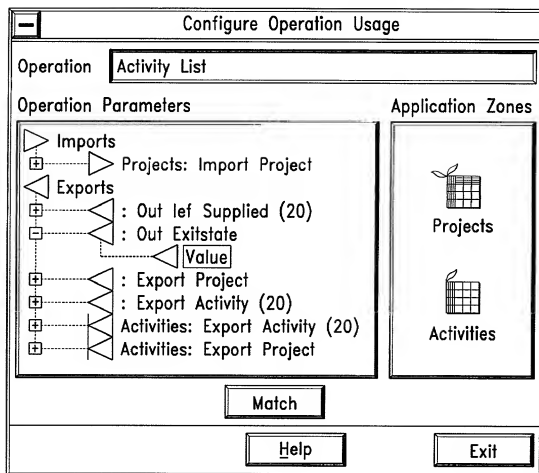 Configure Operation Usage
Operation Activity List
Operation Parameters
Application Zones
Imports
Projects: Import Project
Exports
: Out Ief Supplied (20)
: Out Exitstate
Value
: Export Project
: Export Activity (20)
Activities: Export Activity (20)
Activities: Export Project
Projects
Activities
Match
Help
Exit